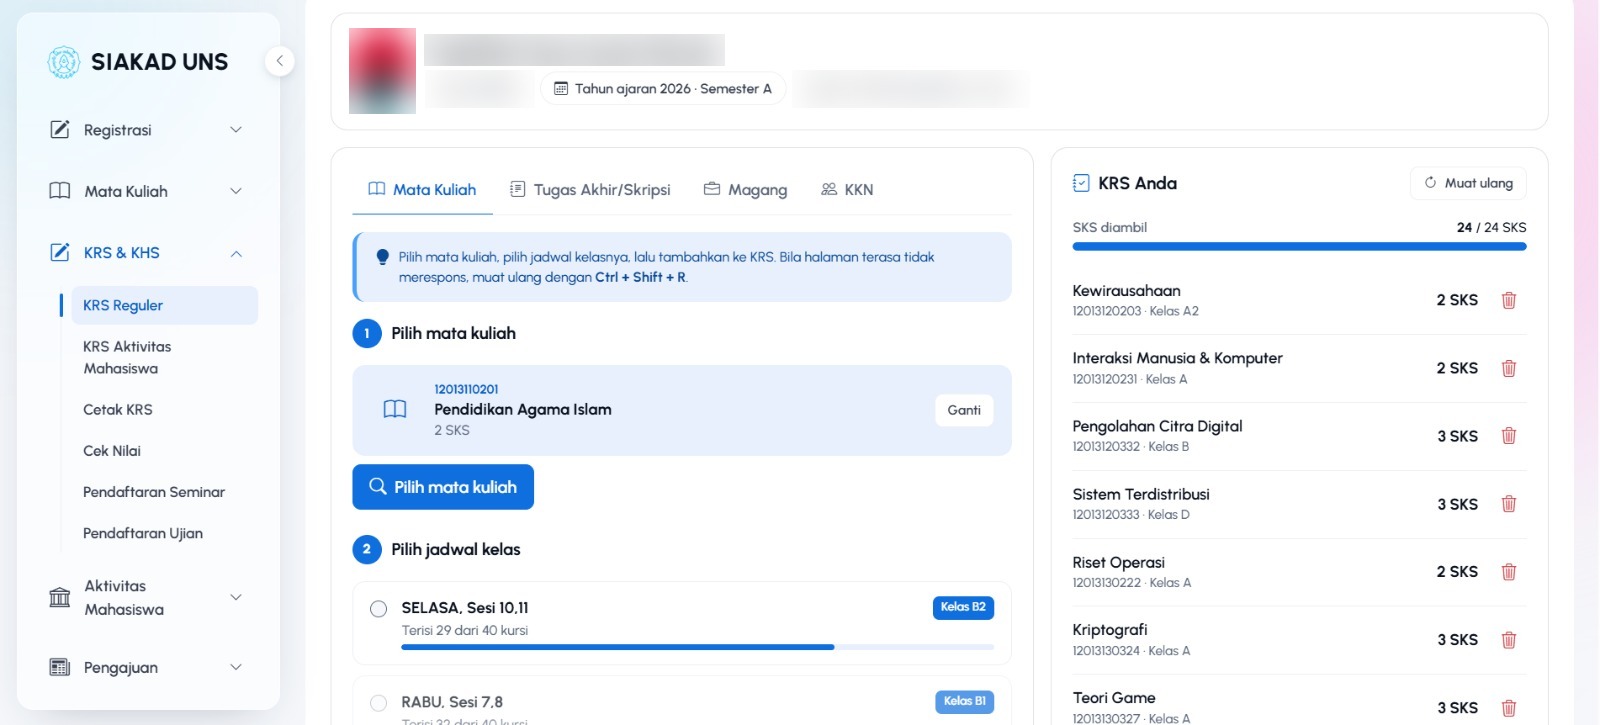 SIAKAD UNS
Registrasi
Mata Kuliah
KRS & KHS
KRS Reguler
KRS Aktivitas
Mahasiswa
Cetak KRS
Cek Nilai
Pendaftaran Seminar
Pendaftaran Ujian
Aktivitas
Mahasiswa
Pengajuan
Tahun ajaran 2026 · Semester A
Mata Kuliah
Tugas Akhir/Skripsi
Magang
KKN
Pilih mata kuliah, pilih jadwal kelasnya, lalu tambahkan ke KRS. Bila halaman terasa tidak
merespons, muat ulang dengan Ctrl + Shift + R.
1 Pilih mata kuliah
12013110201
Pendidikan Agama Islam
2 SKS
Ganti
Pilih mata kuliah
2 Pilih jadwal kelas
SELASA, Sesi 10,11
Kelas B2
Terisi 29 dari 40 kursi
RABU, Sesi 7,8
Kelas B1
Terisi 32 dari 40 kursi
KRS Anda
Muat ulang
SKS diambil
24 / 24 SKS
Kewirausahaan
12013120203 · Kelas A2
2 SKS
Interaksi Manusia & Komputer
12013120231 · Kelas A
2 SKS
Pengolahan Citra Digital
12013120332 · Kelas B
3 SKS
Sistem Terdistribusi
12013120333 · Kelas D
3 SKS
Riset Operasi
12013130222 · Kelas A
2 SKS
Kriptografi
12013130324 · Kelas A
3 SKS
Teori Game
12013130327 · Kelas A
3 SKS